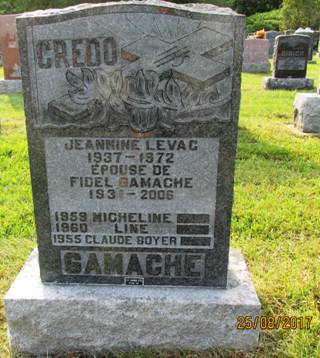 CREDO
JEANNINE LEVAC
1937-1972
ÉPOUSE DE
FIDEL GAMACHE
1931-2006
1959 MICHELINE
1960 LINE
1955 CLAUDE BOYER
GAMACHE
25/09/2017